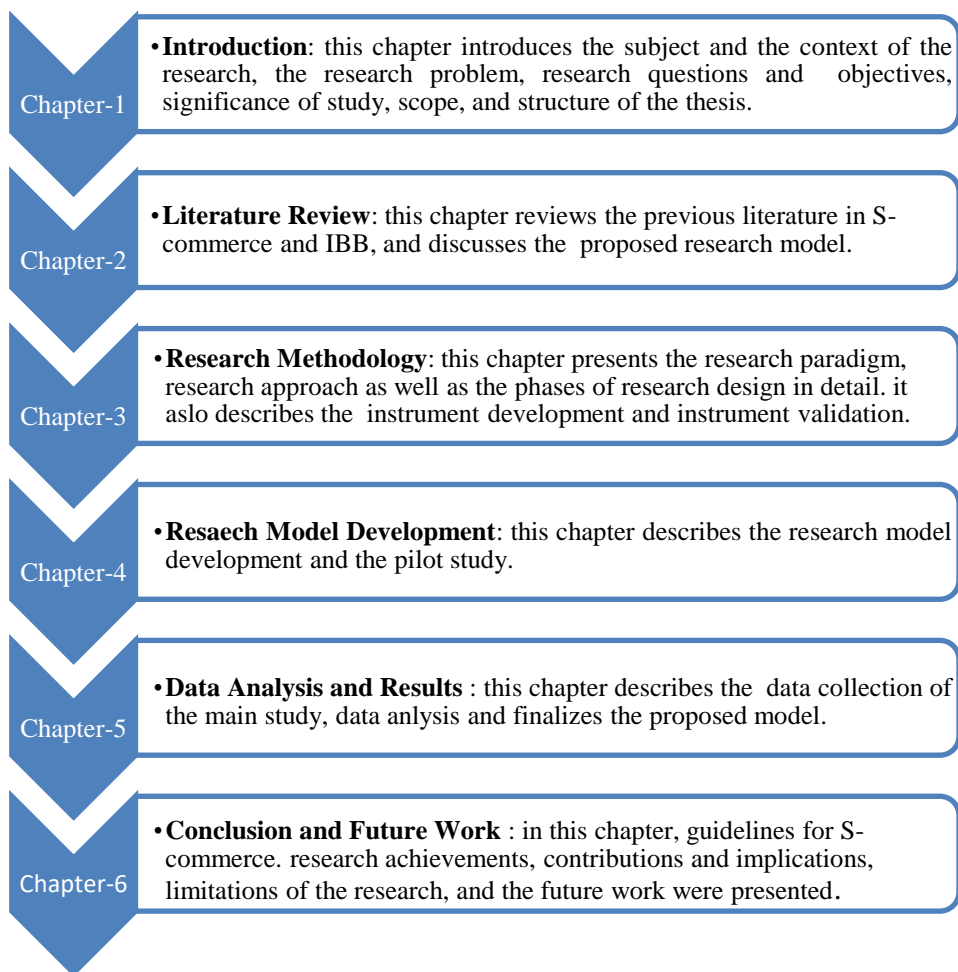 Chapter-1
•Introduction: this chapter introduces the subject and the context of the
research, the research problem, research questions and objectives,
significance of study, scope, and structure of the thesis.
Chapter-2
•Literature Review: this chapter reviews the previous literature in S-
commerce and IBB, and discusses the proposed research model.
Chapter-3
•Research Methodology: this chapter presents the research paradigm,
research approach as well as the phases of research design in detail. it
aslo describes the instrument development and instrument validation.
Chapter-4
•Resaech Model Development: this chapter describes the research model
development and the pilot study.
Chapter-5
•Data Analysis and Results : this chapter describes the data collection of
the main study, data anlysis and finalizes the proposed model.
Chapter-6
•Conclusion and Future Work : in this chapter, guidelines for S-
commerce. research achievements, contributions and implications,
limitations of the research, and the future work were presented.